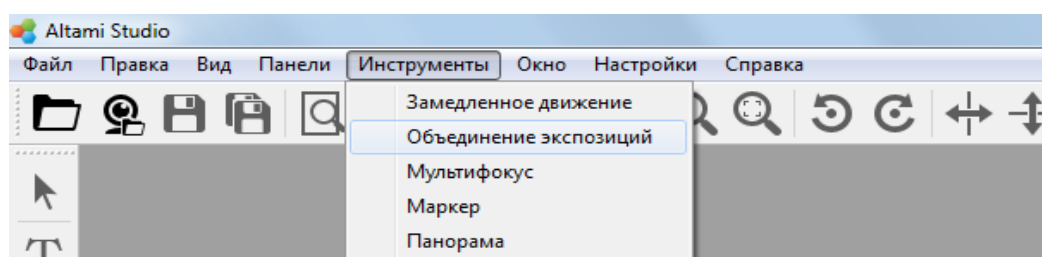 Altami Studio
Файл Правка Вид Панели Инструменты Окно Настройки Справка
Замедленное движение
Объединение экспозиций
Мультифокус
Маркер
Панорама